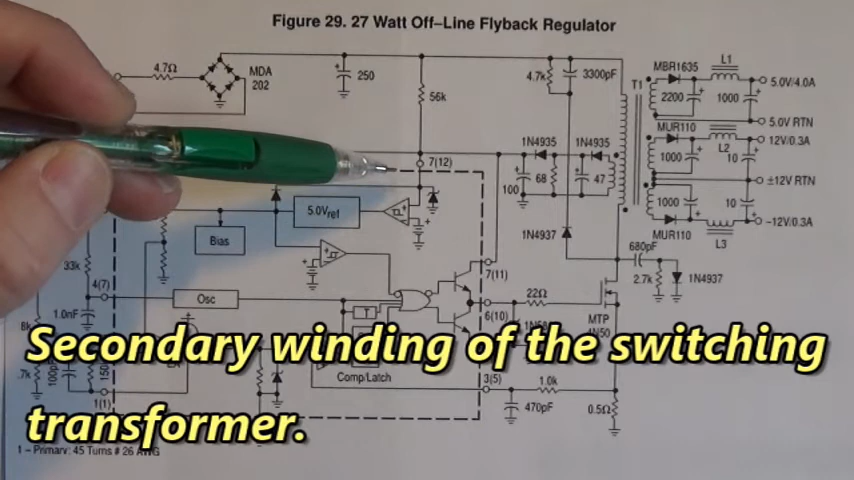 Figure 29. 27 Watt Off–Line Flyback Regulator
4.7Ω
MDA
202
250
56k
4.7k
3300pF
T1
MBR1635
L1
2200
1000
5.0V/4.0A
5.0V RTN
MUR110
1000
L2
10
12V/0.3A
±12V RTN
1000
10
MUR110
L3
–12V/0.3A
7(12)
1N4935
1N4935
100
68
47
5.0Vref
Bias
1N4937
680pF
2.7k
1N4937
33k
7(11)
4(7)
Osc
T
6(10)
22Ω
1.0nF
MTP
4N50
Comp/Latch
3(5)
1.0k
470pF
0.5Ω
1(1)
Secondary winding of the switching
transformer.
1 – Primary: 45 Turns # 26 AWG